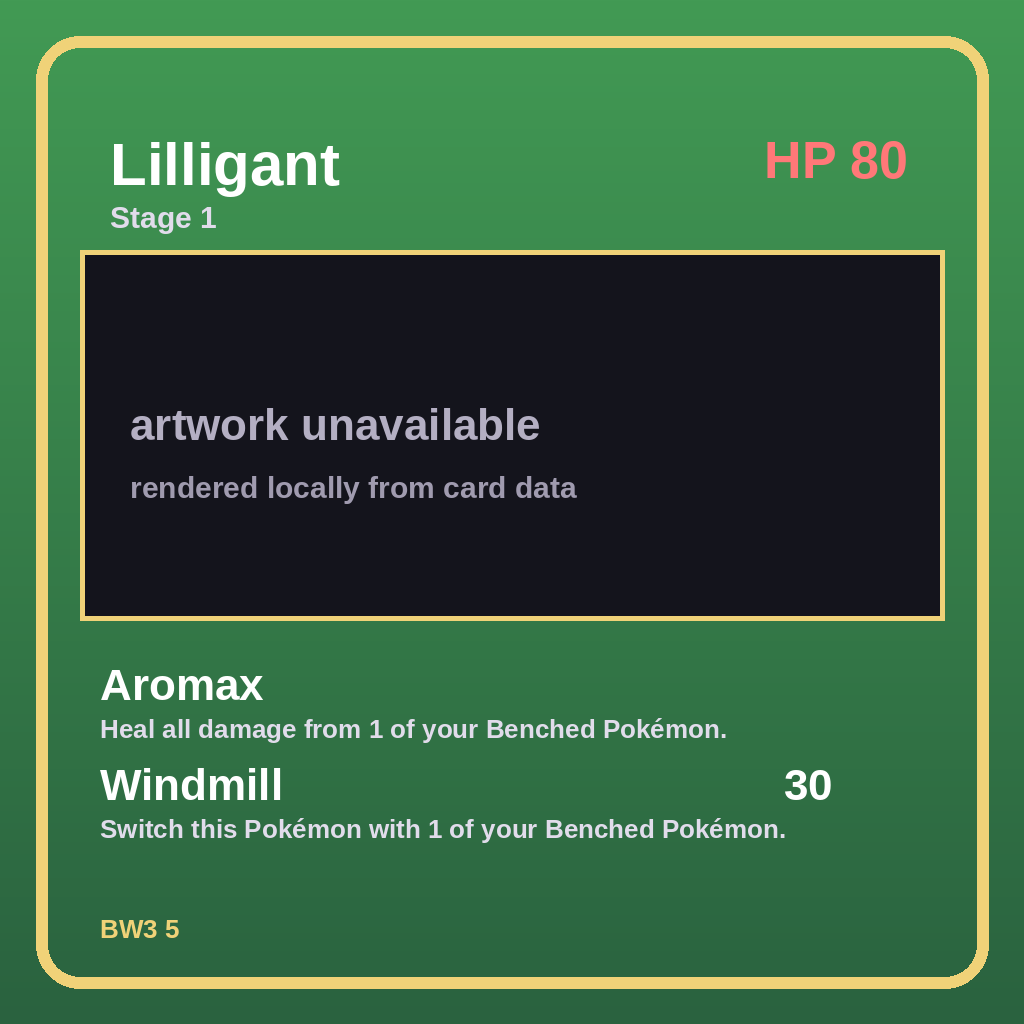 Lilligant
HP 80
Stage 1
artwork unavailable
rendered locally from card data
Aromax
Heal all damage from 1 of your Benched Pokémon.
Windmill
30
Switch this Pokémon with 1 of your Benched Pokémon.
BW3 5